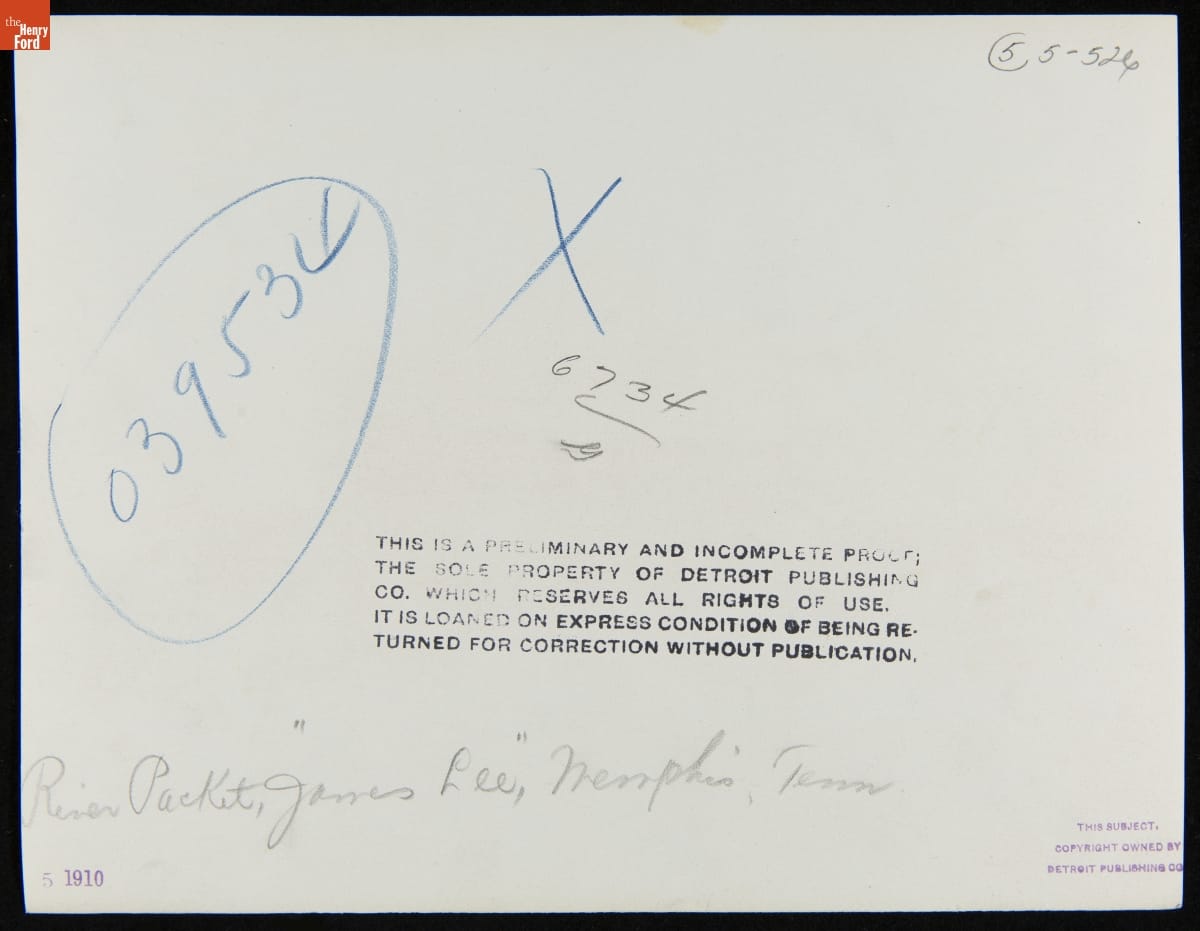 the
Henry
Ford
5 5-526
039534
X
6734
THIS IS A PRELIMINARY AND INCOMPLETE PROOF;
THE SOLE PROPERTY OF DETROIT PUBLISHING
CO. WHICH RESERVES ALL RIGHTS OF USE.
IT IS LOANED ON EXPRESS CONDITION OF BEING RE-
TURNED FOR CORRECTION WITHOUT PUBLICATION.
River Packet, "James Lee", Memphis, Tenn
THIS SUBJECT,
COPYRIGHT OWNED BY
DETROIT PUBLISHING CO
5 1910